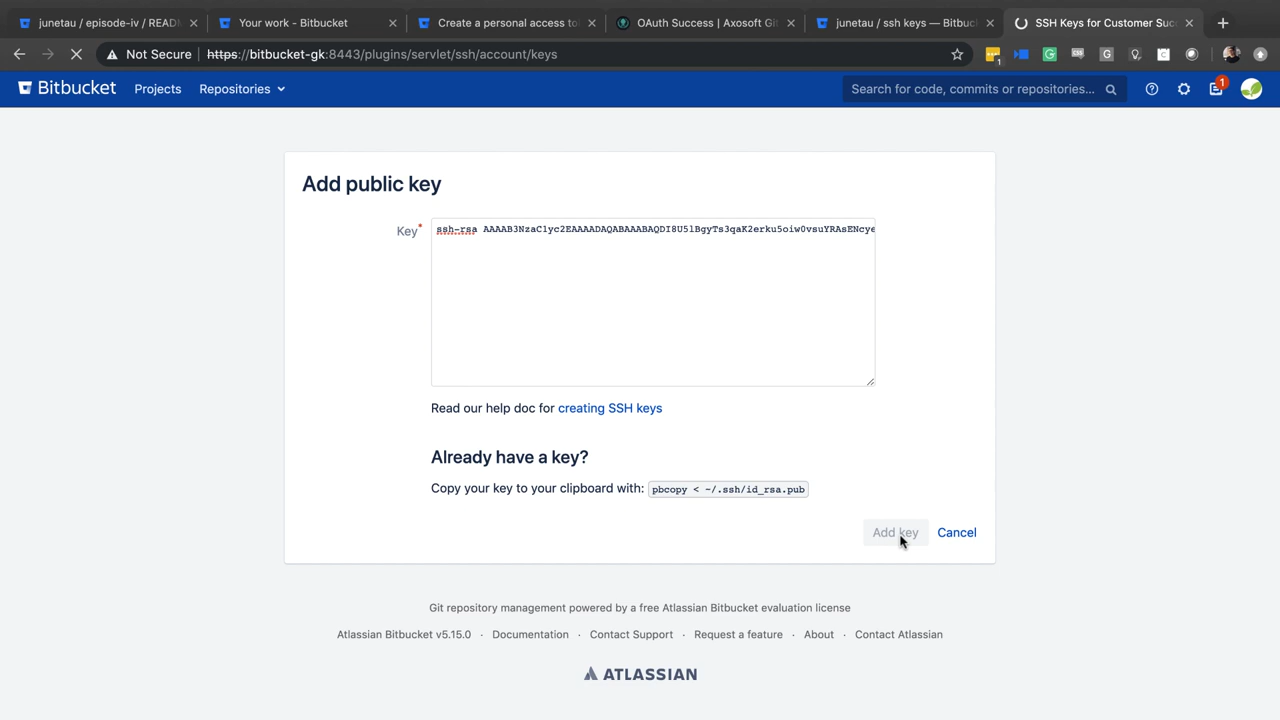 junetau / episode-iv / READ
Your work - Bitbucket
Create a personal access to
OAuth Success | Axosoft Git
junetau / ssh keys — Bitbuc
SSH Keys for Customer Suc
Not Secure
https://bitbucket-gk:8443/plugins/servlet/ssh/account/keys
1
Bitbucket
Projects
Repositories
Search for code, commits or repositories...
1
Add public key
Key*
ssh-rsa AAAAB3NzaC1yc2EAAAADAQABAAABAQDI8U5lBgyTs3qaK2erku5oiw0vsuYRAsENcye
Read our help doc for creating SSH keys
Already have a key?
Copy your key to your clipboard with: pbcopy < ~/.ssh/id_rsa.pub
Add key
Cancel
Git repository management powered by a free Atlassian Bitbucket evaluation license
Atlassian Bitbucket v5.15.0 · Documentation · Contact Support · Request a feature · About · Contact Atlassian
ATLASSIAN